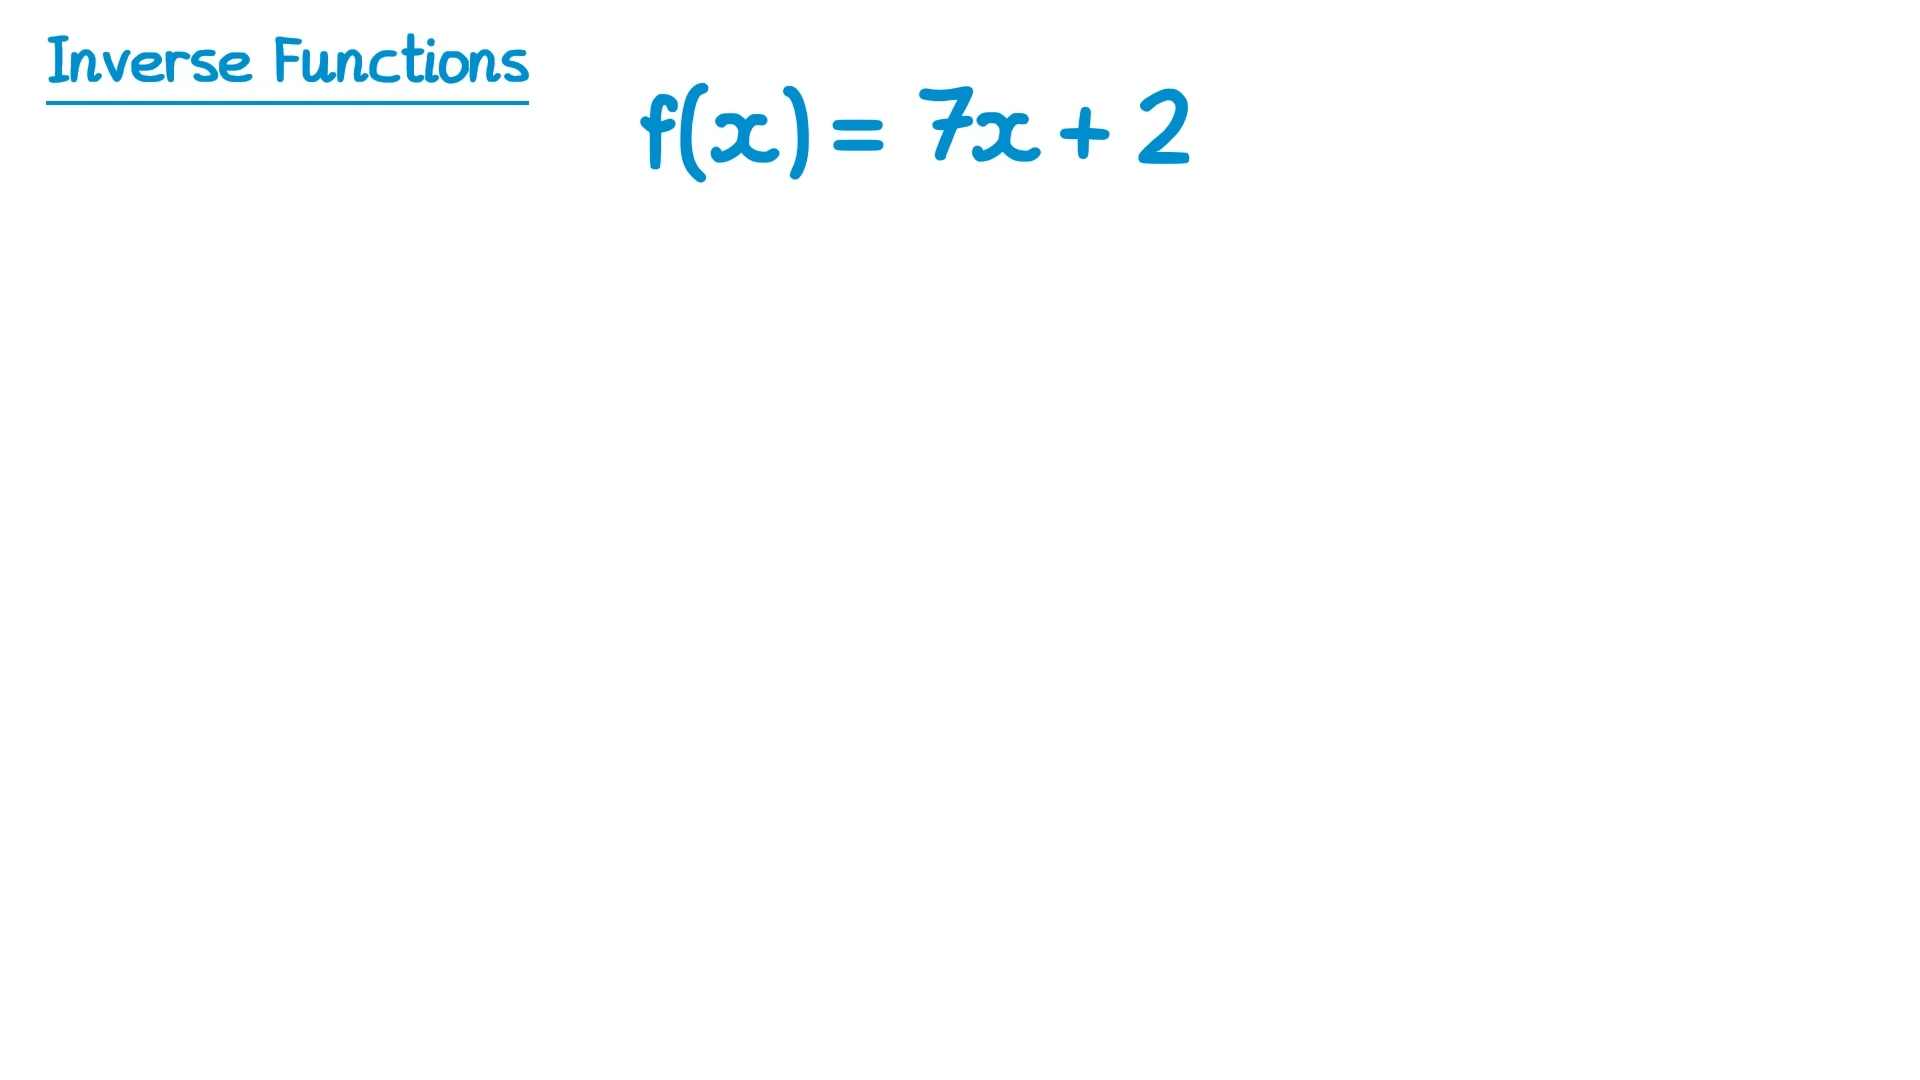 Inverse Functions
f(x) = 7x + 2